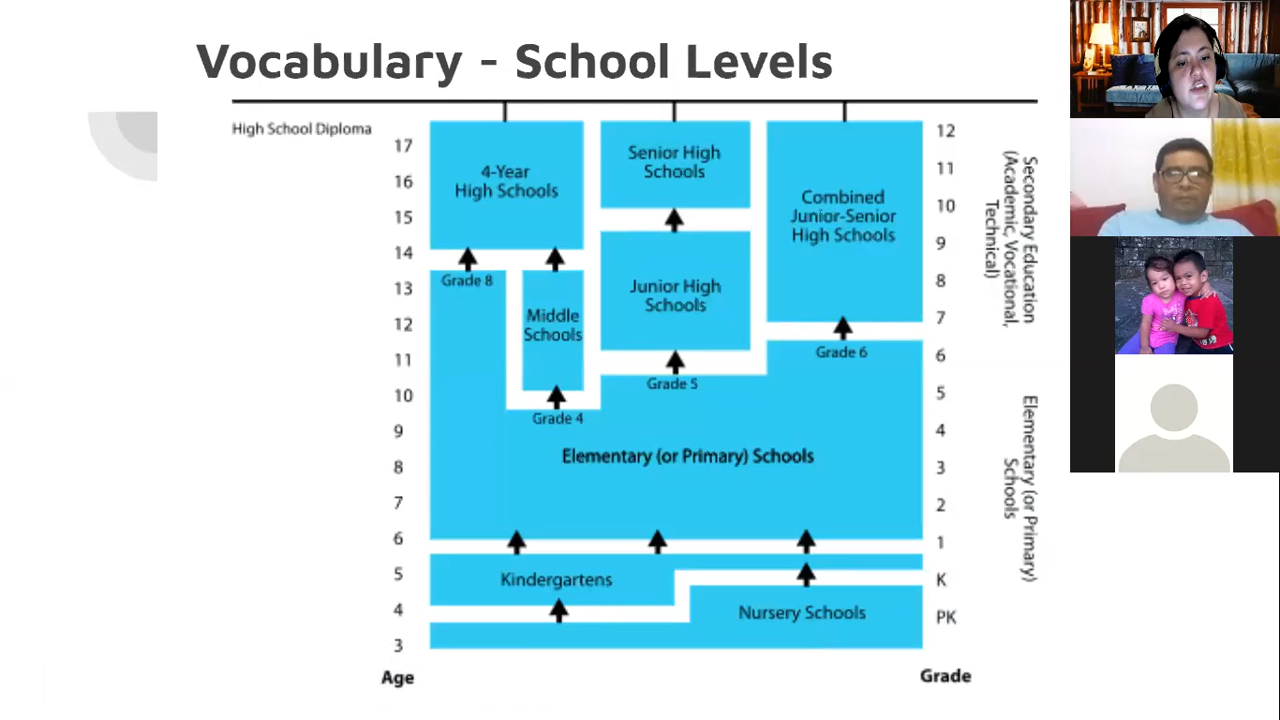 Vocabulary - School Levels
High School Diploma
17
16
15
14
13
12
11
10
9
8
7
6
5
4
3
Age
4-Year
High Schools
Senior High
Schools
Combined
Junior-Senior
High Schools
Grade 8
Middle
Schools
Junior High
Schools
Grade 6
Grade 5
Grade 4
Elementary (or Primary) Schools
Kindergartens
Nursery Schools
12
11
10
9
8
7
6
5
4
3
2
1
K
PK
Grade
Secondary Education
(Academic, Vocational,
Technical)
Elementary (or Primary)
Schools